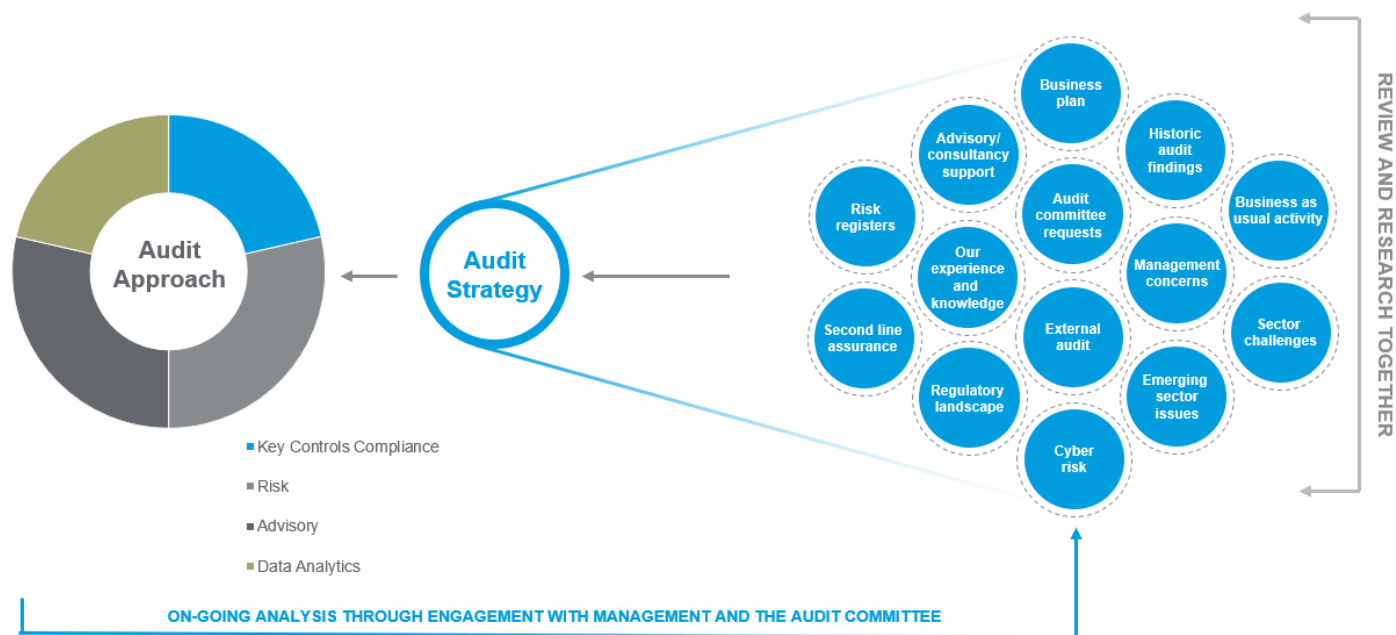 Audit
Approach
Key Controls Compliance
Risk
Advisory
Data Analytics
Audit
Strategy
Business
plan
Advisory/
consultancy
support
Historic
audit
findings
Risk
registers
Audit
committee
requests
Business as
usual activity
Our
experience
and
knowledge
Management
concerns
Second line
assurance
External
audit
Sector
challenges
Regulatory
landscape
Emerging
sector
issues
Cyber
risk
REVIEW AND RESEARCH TOGETHER
ON-GOING ANALYSIS THROUGH ENGAGEMENT WITH MANAGEMENT AND THE AUDIT COMMITTEE